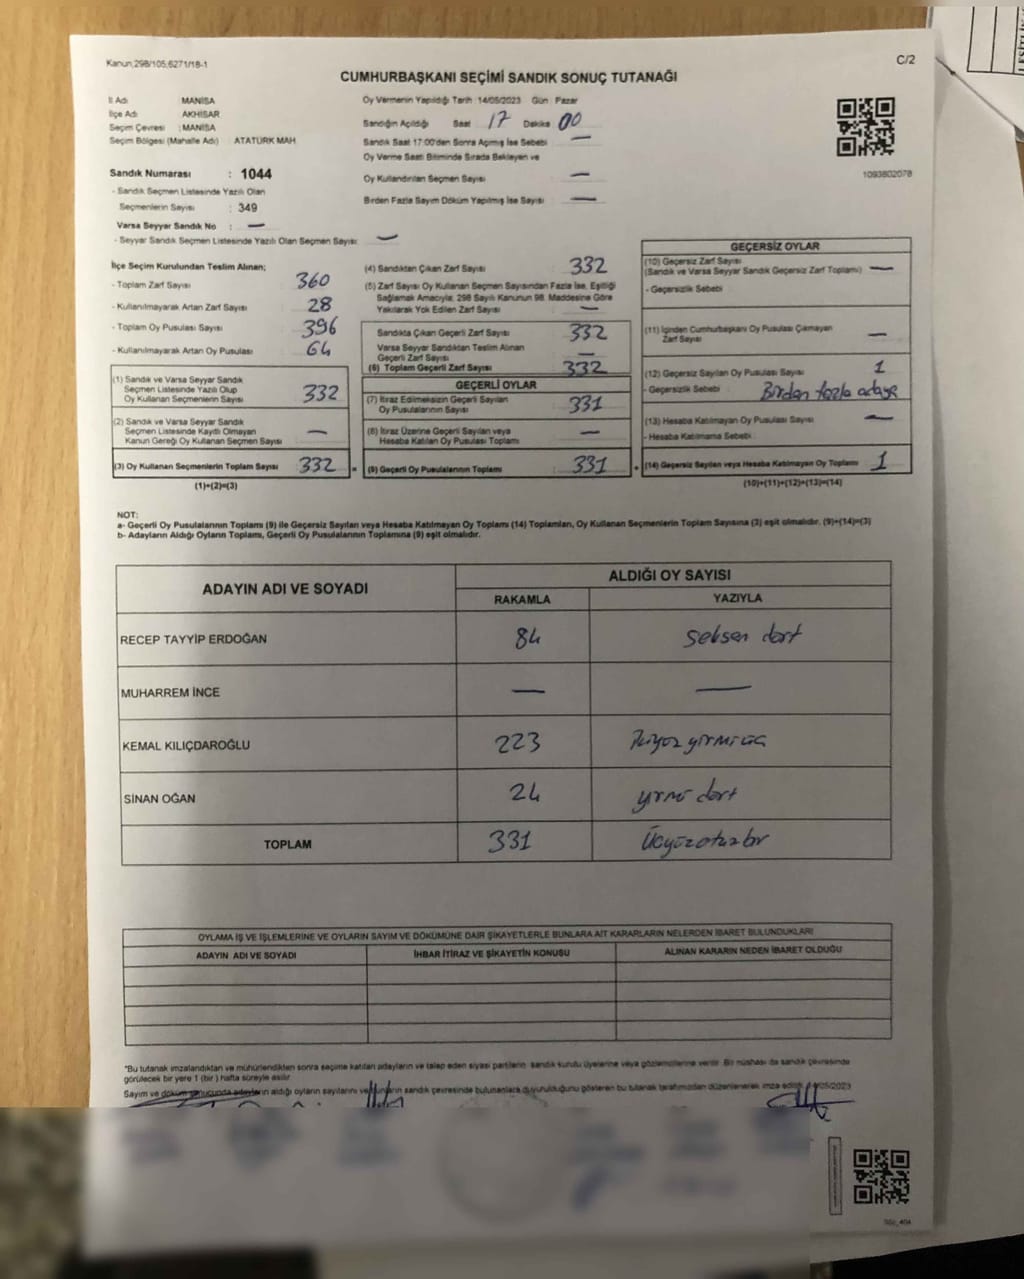 Kanun;298/105;6271/18-1
C/2
CUMHURBAŞKANI SEÇİMİ SANDIK SONUÇ TUTANAĞI
İl Adı MANİSA
İlçe Adı AKHİSAR
Seçim Çevresi : MANİSA
Seçim Bölgesi (Mahalle Adı) : ATATÜRK MAH
Sandık Numarası : 1044
- Sandık Seçmen Listesinde Yazılı Olan
Seçmenlerin Sayısı : 349
Varsa Seyyar Sandık No : —
- Seyyar Sandık Seçmen Listesinde Yazılı Olan Seçmen Sayısı: —
Oy Vermenin Yapıldığı Tarih 14/05/2023 Gün Pazar
Sandığın Açıldığı Saat 17 Dakika 00
Sandık Saat 17:00'den Sonra Açımış İse Sebebi —
Oy Verme Saati Bitiminde Sırada Bekleyen ve
Oy Kullandırılan Seçmen Sayısı —
Birden Fazla Sayım Döküm Yapılmış İse Sayısı —
1093802078
İlçe Seçim Kurulundan Teslim Alınan;
- Toplam Zarf Sayısı 360
- Kullanılmayarak Artan Zarf Sayısı 28
- Toplam Oy Pusulası Sayısı 396
- Kullanılmayarak Artan Oy Pusulası 64
(1) Sandık ve Varsa Seyyar Sandık
Seçmen Listesinde Yazılı Olup
Oy Kullanan Seçmenlerin Sayısı 332
(2) Sandık ve Varsa Seyyar Sandık
Seçmen Listesinde Kayıtlı Olmayan
Kanun Gereği Oy Kullanan Seçmen Sayısı —
(3) Oy Kullanan Seçmenlerin Toplam Sayısı 332 =
(1)+(2)=(3)
(4) Sandıktan Çıkan Zarf Sayısı 332
(5) Zarf Sayısı Oy Kullanan Seçmen Sayısından Fazla İse, Eşitliği
Sağlamak Amacıyla; 298 Sayılı Kanunun 98. Maddesine Göre
Yakılarak Yok Edilen Zarf Sayısı —
Sandıkta Çıkan Geçerli Zarf Sayısı 332
Varsa Seyyar Sandıktan Teslim Alınan
Geçerli Zarf Sayısı —
(6) Toplam Geçerli Zarf Sayısı 332
GEÇERLİ OYLAR
(7) İtiraz Edilmeksizin Geçerli Sayılan
Oy Pusulalarının Sayısı 331
(8) İtiraz Üzerine Geçerli Sayılan veya
Hesaba Katılan Oy Pusulası Toplamı —
(9) Geçerli Oy Pusulalarının Toplamı 331 +
GEÇERSİZ OYLAR
(10) Geçersiz Zarf Sayısı
(Sandık ve Varsa Seyyar Sandık Geçersiz Zarf Toplamı) —
- Geçersizlik Sebebi
(11) İçinden Cumhurbaşkanı Oy Pusulası Çıkmayan
Zarf Sayısı —
(12) Geçersiz Sayılan Oy Pusulası Sayısı 1
- Geçersizlik Sebebi Birden fazla adaya
(13) Hesaba Katılmayan Oy Pusulası Sayısı —
- Hesaba Katılmama Sebebi
(14) Geçersiz Sayılan veya Hesaba Katılmayan Oy Toplamı 1
(10)+(11)+(12)+(13)=(14)
NOT:
a- Geçerli Oy Pusulalarının Toplamı (9) ile Geçersiz Sayılan veya Hesaba Katılmayan Oy Toplamı (14) Toplamları, Oy Kullanan Seçmenlerin Toplam Sayısına (3) eşit olmalıdır. (9)+(14)=(3)
b- Adayların Aldığı Oyların Toplamı, Geçerli Oy Pusulalarının Toplamına (9) eşit olmalıdır.
ADAYIN ADI VE SOYADI ALDIĞI OY SAYISI
RAKAMLA YAZIYLA
RECEP TAYYİP ERDOĞAN 84 seksen dört
MUHARREM İNCE — —
KEMAL KILIÇDAROĞLU 223 İkiyüz yirmi üç
SİNAN OĞAN 24 yirmi dört
TOPLAM 331 Üçyüzotuzbir
OYLAMA İŞ VE İŞLEMLERİNE VE OYLARIN SAYIM VE DÖKÜMÜNE DAİR ŞİKAYETLERLE BUNLARA AİT KARARLARIN NELERDEN İBARET BULUNDUKLARI
ADAYIN ADI VE SOYADI İHBAR İTİRAZ VE ŞİKAYETİN KONUSU ALINAN KARARIN NEDEN İBARET OLDUĞU
"Bu tutanak imzalandıktan ve mühürlendikten sonra seçime katılan adayların ve talep eden siyasi partilerin sandık kurulu üyelerine veya gözlemcilerine verilir. Bir nüshası da sandık çevresinde
görülecek bir yere 1 (bir) hafta süreyle asılır.
Sayım ve döküm sonucunda adayların aldığı oyların sayılarını ve bunların sandık çevresinde bulunanlara duyurulduğunu gösteren bu tutanak tarafımızdan düzenlenerek imza edildi. /05/2023